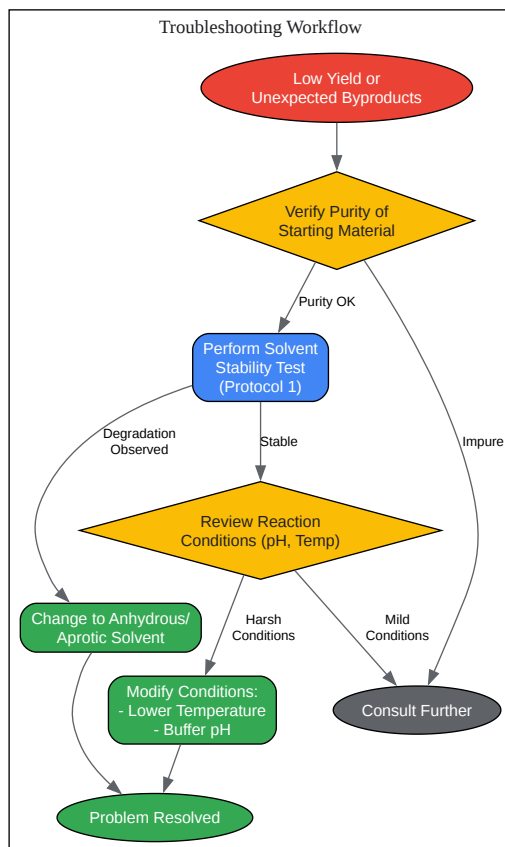 Troubleshooting Workflow
Low Yield or
Unexpected Byproducts
Verify Purity of
Starting Material
Purity OK
Perform Solvent
Stability Test
(Protocol 1)
Degradation
Observed
Stable
Impure
Review Reaction
Conditions (pH, Temp)
Change to Anhydrous/
Aprotic Solvent
Harsh
Conditions
Mild
Conditions
Modify Conditions:
- Lower Temperature
- Buffer pH
Consult Further
Problem Resolved